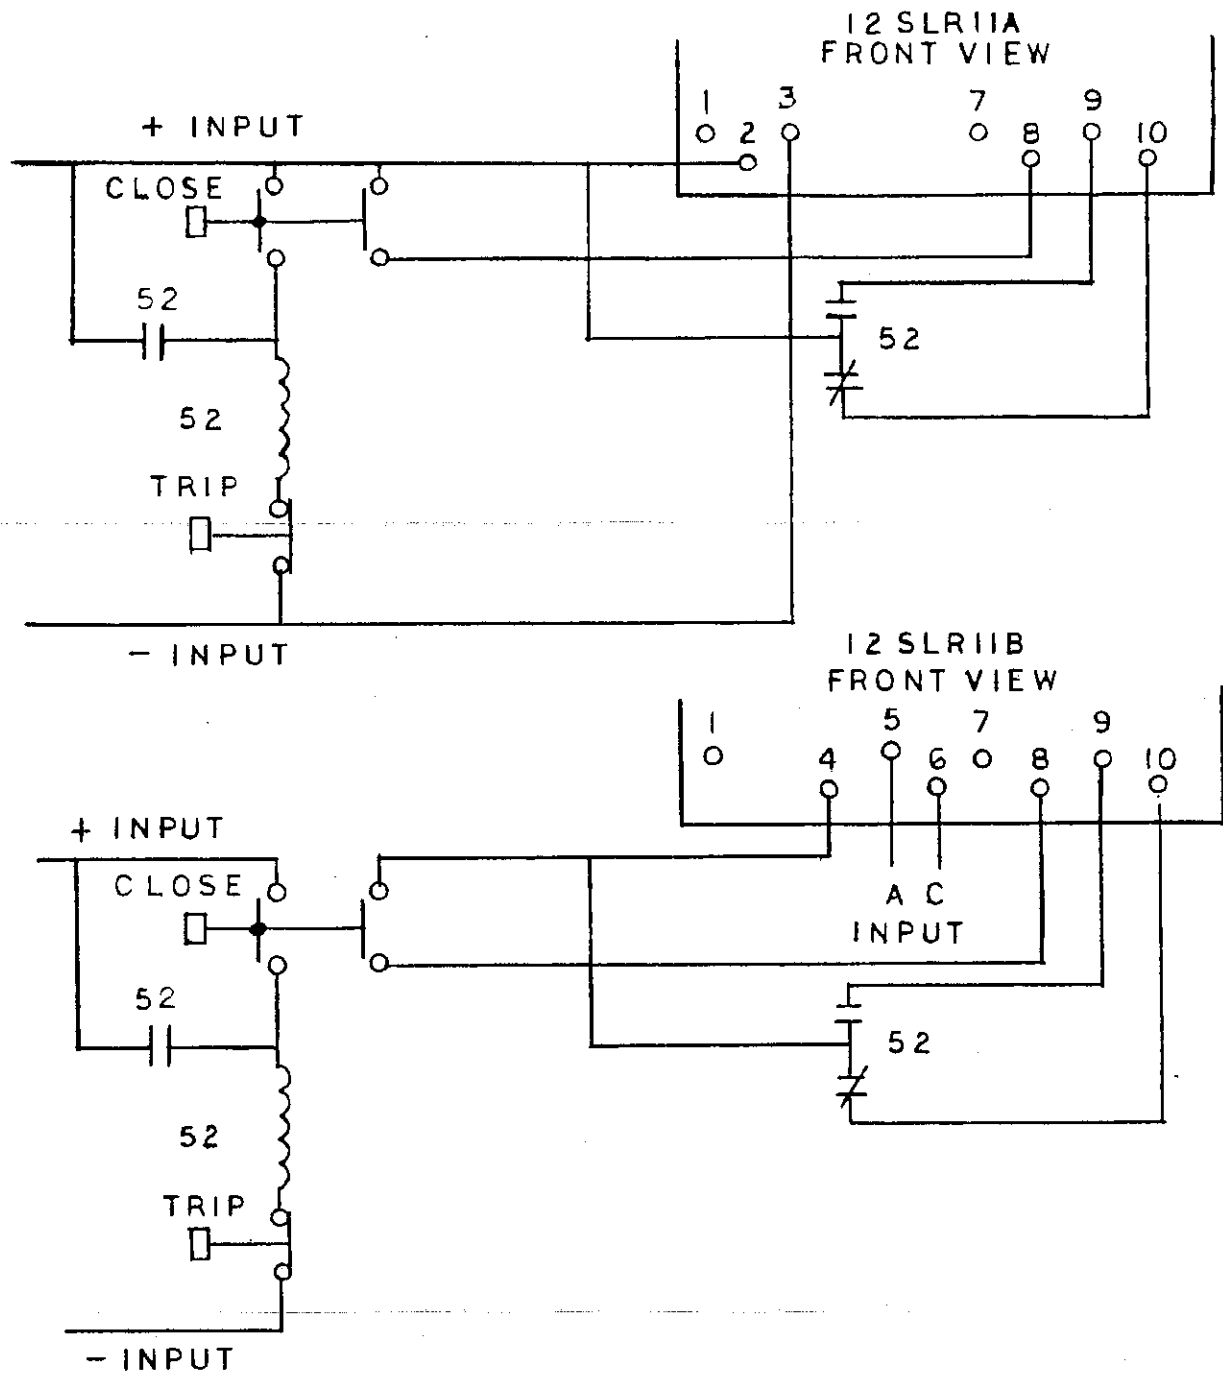 12 SLR11A
FRONT VIEW
1
2
3
7
8
9
10
+ INPUT
CLOSE
52
52
52
TRIP
- INPUT
12 SLR11B
FRONT VIEW
1
4
5
6
7
8
9
10
+ INPUT
CLOSE
A C
INPUT
52
52
52
TRIP
- INPUT